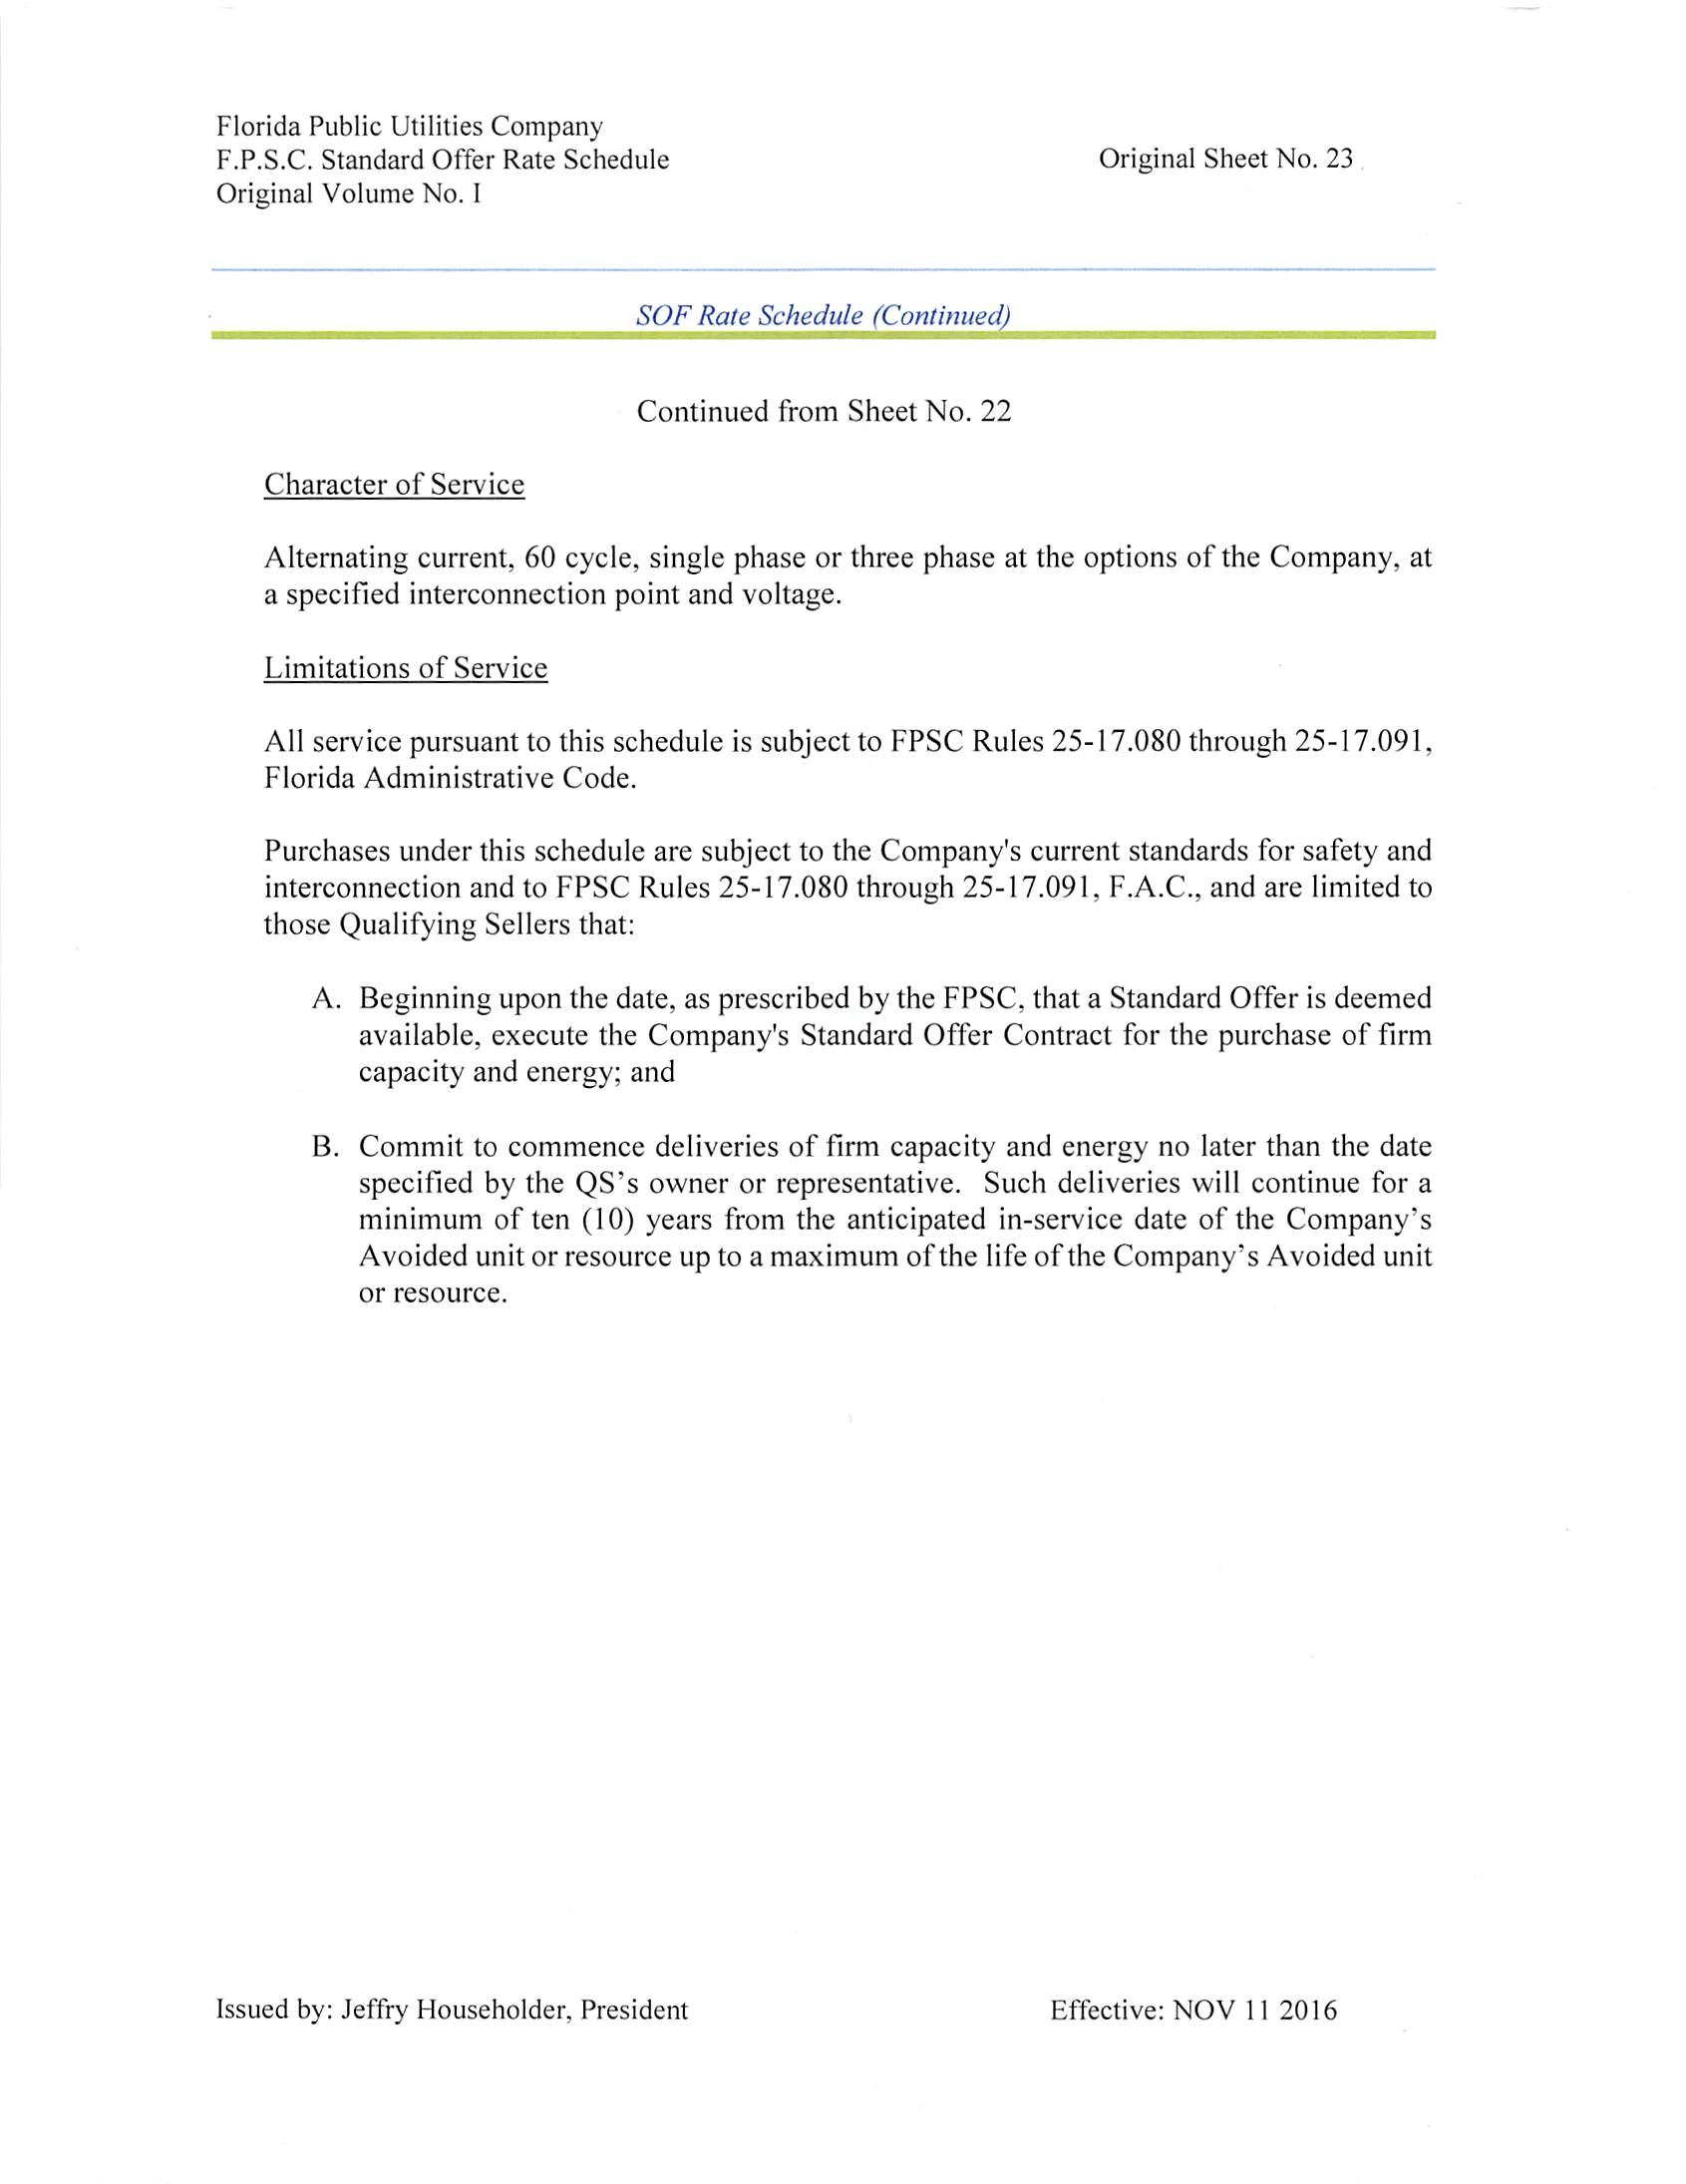 Florida Public Utilities Company
F.P.S.C. Standard Offer Rate Schedule
Original Sheet No. 23
Original Volume No. I
SOF Rate Schedule (Continued)
Continued from Sheet No. 22
Character of Service
Alternating current, 60 cycle, single phase or three phase at the options of the Company, at
a specified interconnection point and voltage.
Limitations of Service
All service pursuant to this schedule is subject to FPSC Rules 25-17.080 through 25-17.091,
Florida Administrative Code.
Purchases under this schedule are subject to the Company's current standards for safety and
interconnection and to FPSC Rules 25-17.080 through 25-17.091, F.A.C., and are limited to
those Qualifying Sellers that:
A. Beginning upon the date, as prescribed by the FPSC, that a Standard Offer is deemed
available, execute the Company's Standard Offer Contract for the purchase of firm
capacity and energy; and
B. Commit to commence deliveries of firm capacity and energy no later than the date
specified by the QS’s owner or representative. Such deliveries will continue for a
minimum of ten (10) years from the anticipated in-service date of the Company’s
Avoided unit or resource up to a maximum of the life of the Company’s Avoided unit
or resource.
Issued by: Jeffry Householder, President
Effective: NOV 11 2016